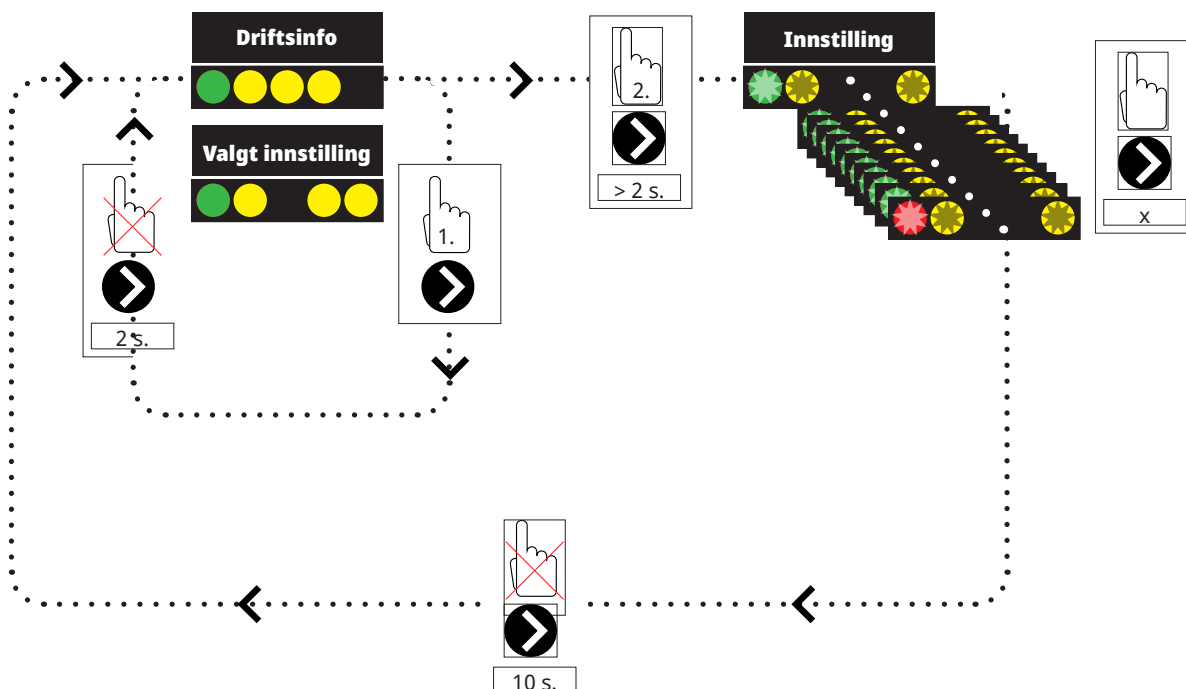 Driftsinfo
Valgt innstilling
2 s.
1.
2.
> 2 s.
Innstilling
x
10 s.